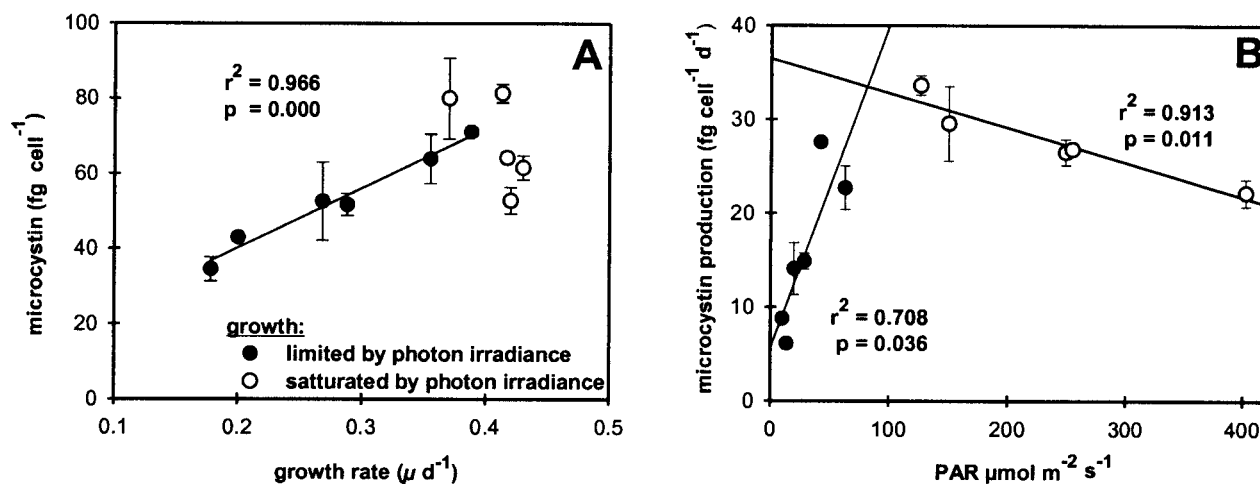 A
100
80
60
40
20
0
microcystin (fg cell⁻¹)
r² = 0.966
p = 0.000
growth:
limited by photon irradiance
satturated by photon irradiance
0.1 0.2 0.3 0.4 0.5
growth rate (µ d⁻¹)
B
40
30
20
10
0
microcystin production (fg cell⁻¹ d⁻¹)
r² = 0.913
p = 0.011
r² = 0.708
p = 0.036
0 100 200 300 400
PAR µmol m⁻² s⁻¹